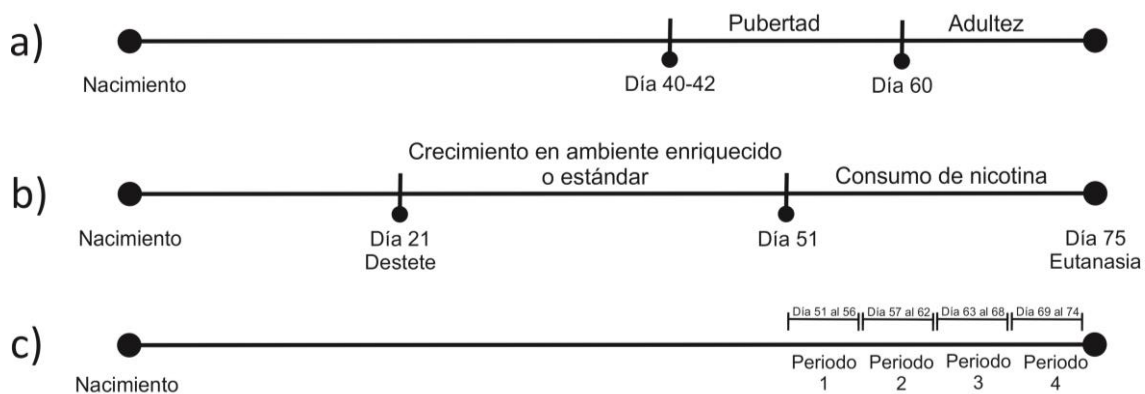 a)
Pubertad
Adultez
Nacimiento
Día 40-42
Día 60
Crecimiento en ambiente enriquecido
o estándar
Consumo de nicotina
b)
Nacimiento
Día 21
Destete
Día 51
Día 75
Eutanasia
Día 51 al 56
Día 57 al 62
Día 63 al 68
Día 69 al 74
c)
Nacimiento
Periodo
1
Periodo
2
Periodo
3
Periodo
4